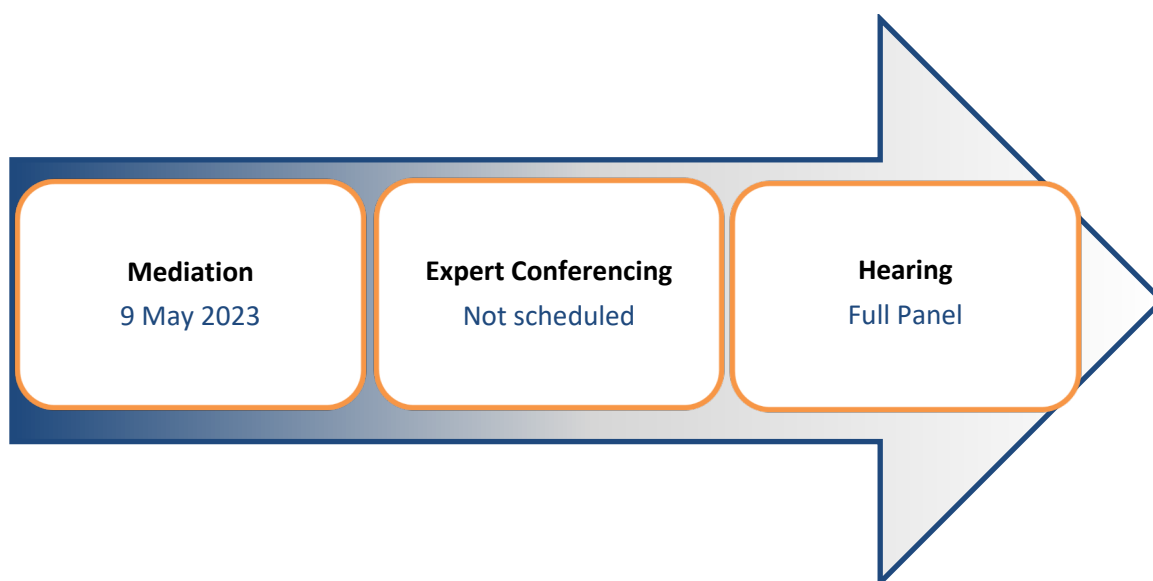 Mediation
9 May 2023
Expert Conferencing
Not scheduled
Hearing
Full Panel